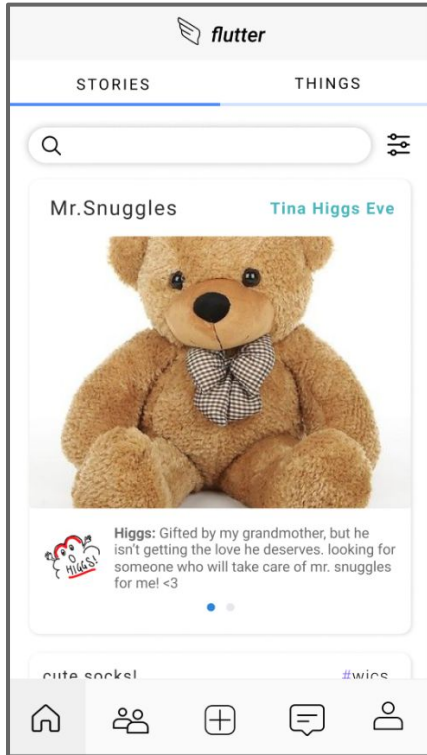 flutter
STORIES THINGS
Mr.Snuggles Tina Higgs Eve
HIGGS!
Higgs: Gifted by my grandmother, but he
isn't getting the love he deserves. looking for
someone who will take care of mr. snuggles
for me! <3
cute socks! #wics